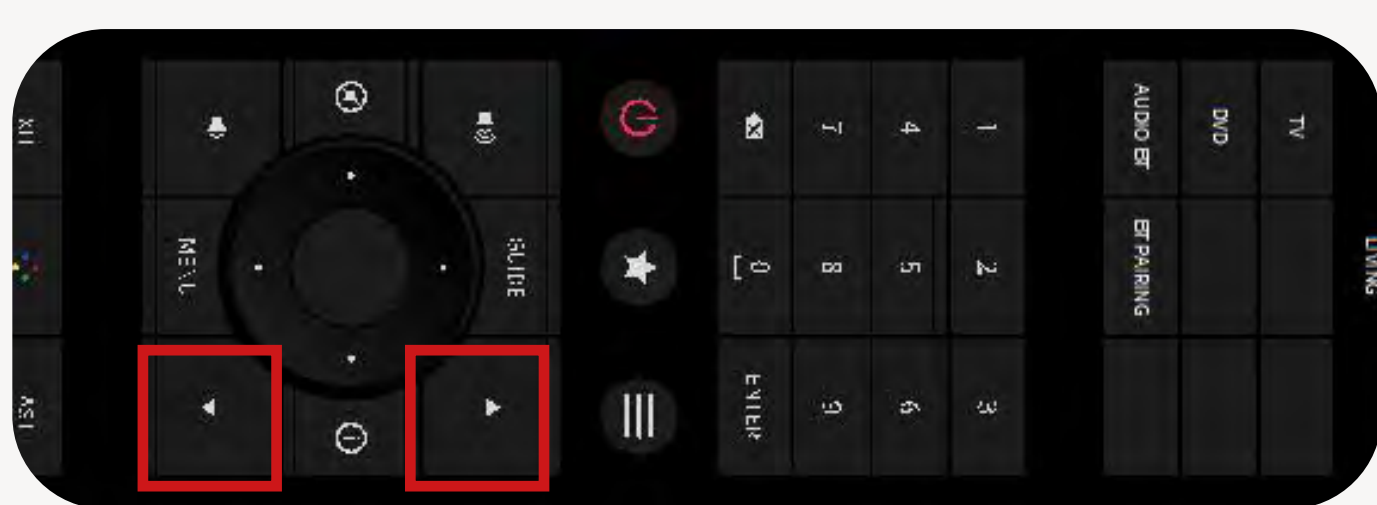 LIVING
TV
DVD
AUDIO BT BT PAIRING
1 2 3
4 5 6
7 8 9
0 ENTER
GUIDE
MENU